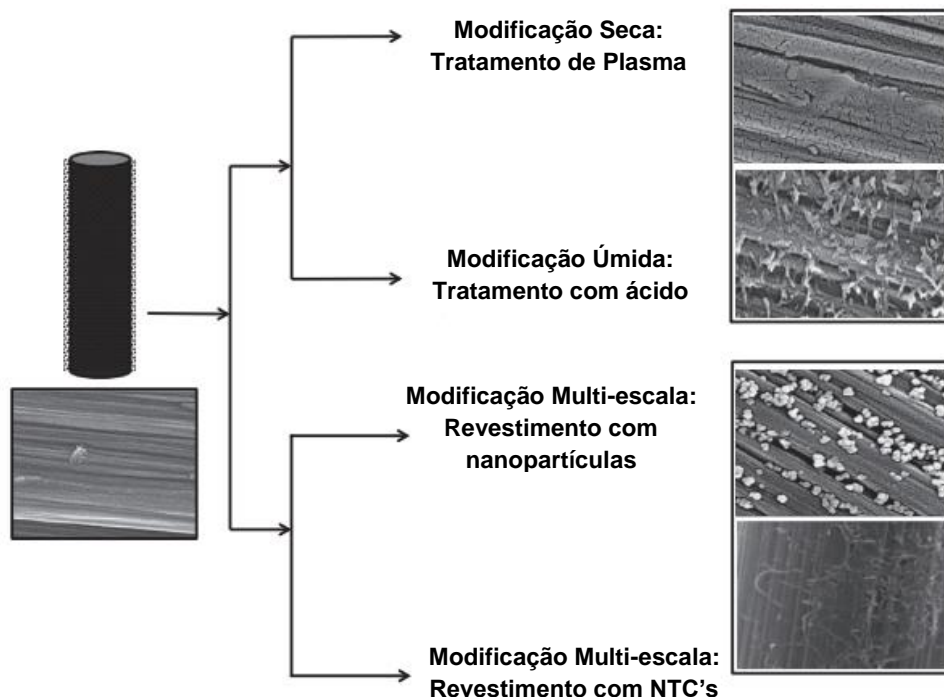 Modificação Seca:
Tratamento de Plasma
Modificação Úmida:
Tratamento com ácido
Modificação Multi-escala:
Revestimento com
nanopartículas
Modificação Multi-escala:
Revestimento com NTC's